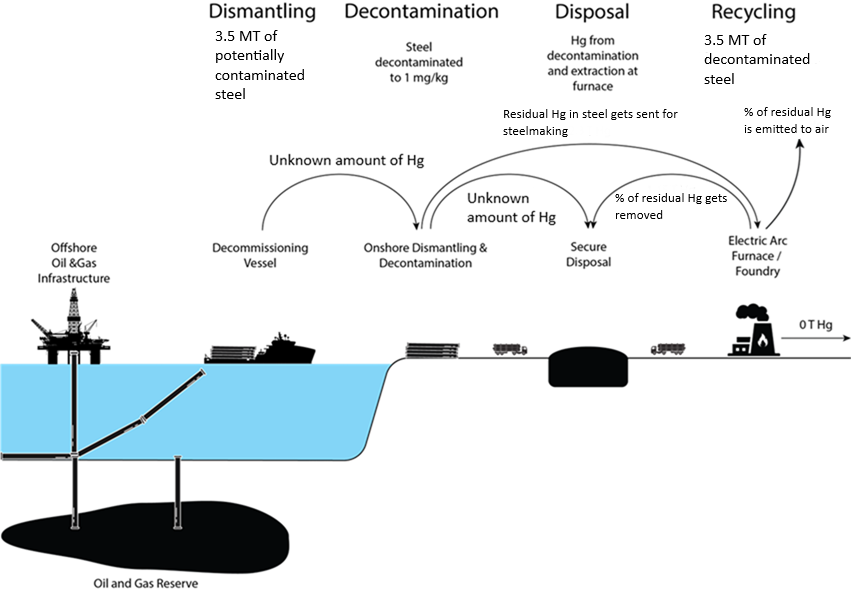 Dismantling
3.5 MT of
potentially
contaminated
steel
Decontamination
Steel
decontaminated
to 1 mg/kg
Disposal
Hg from
decontamination
and extraction at
furnace
Recycling
3.5 MT of
decontaminated
steel
Residual Hg in steel gets sent for
steelmaking
% of residual Hg
is emitted to air
Unknown amount of Hg
Unknown
amount of Hg
% of residual Hg gets
removed
Offshore
Oil &Gas
Infrastructure
Decommissioning
Vessel
Onshore Dismantling &
Decontamination
Secure
Disposal
Electric Arc
Furnace /
Foundry
0 T Hg
Oil and Gas Reserve